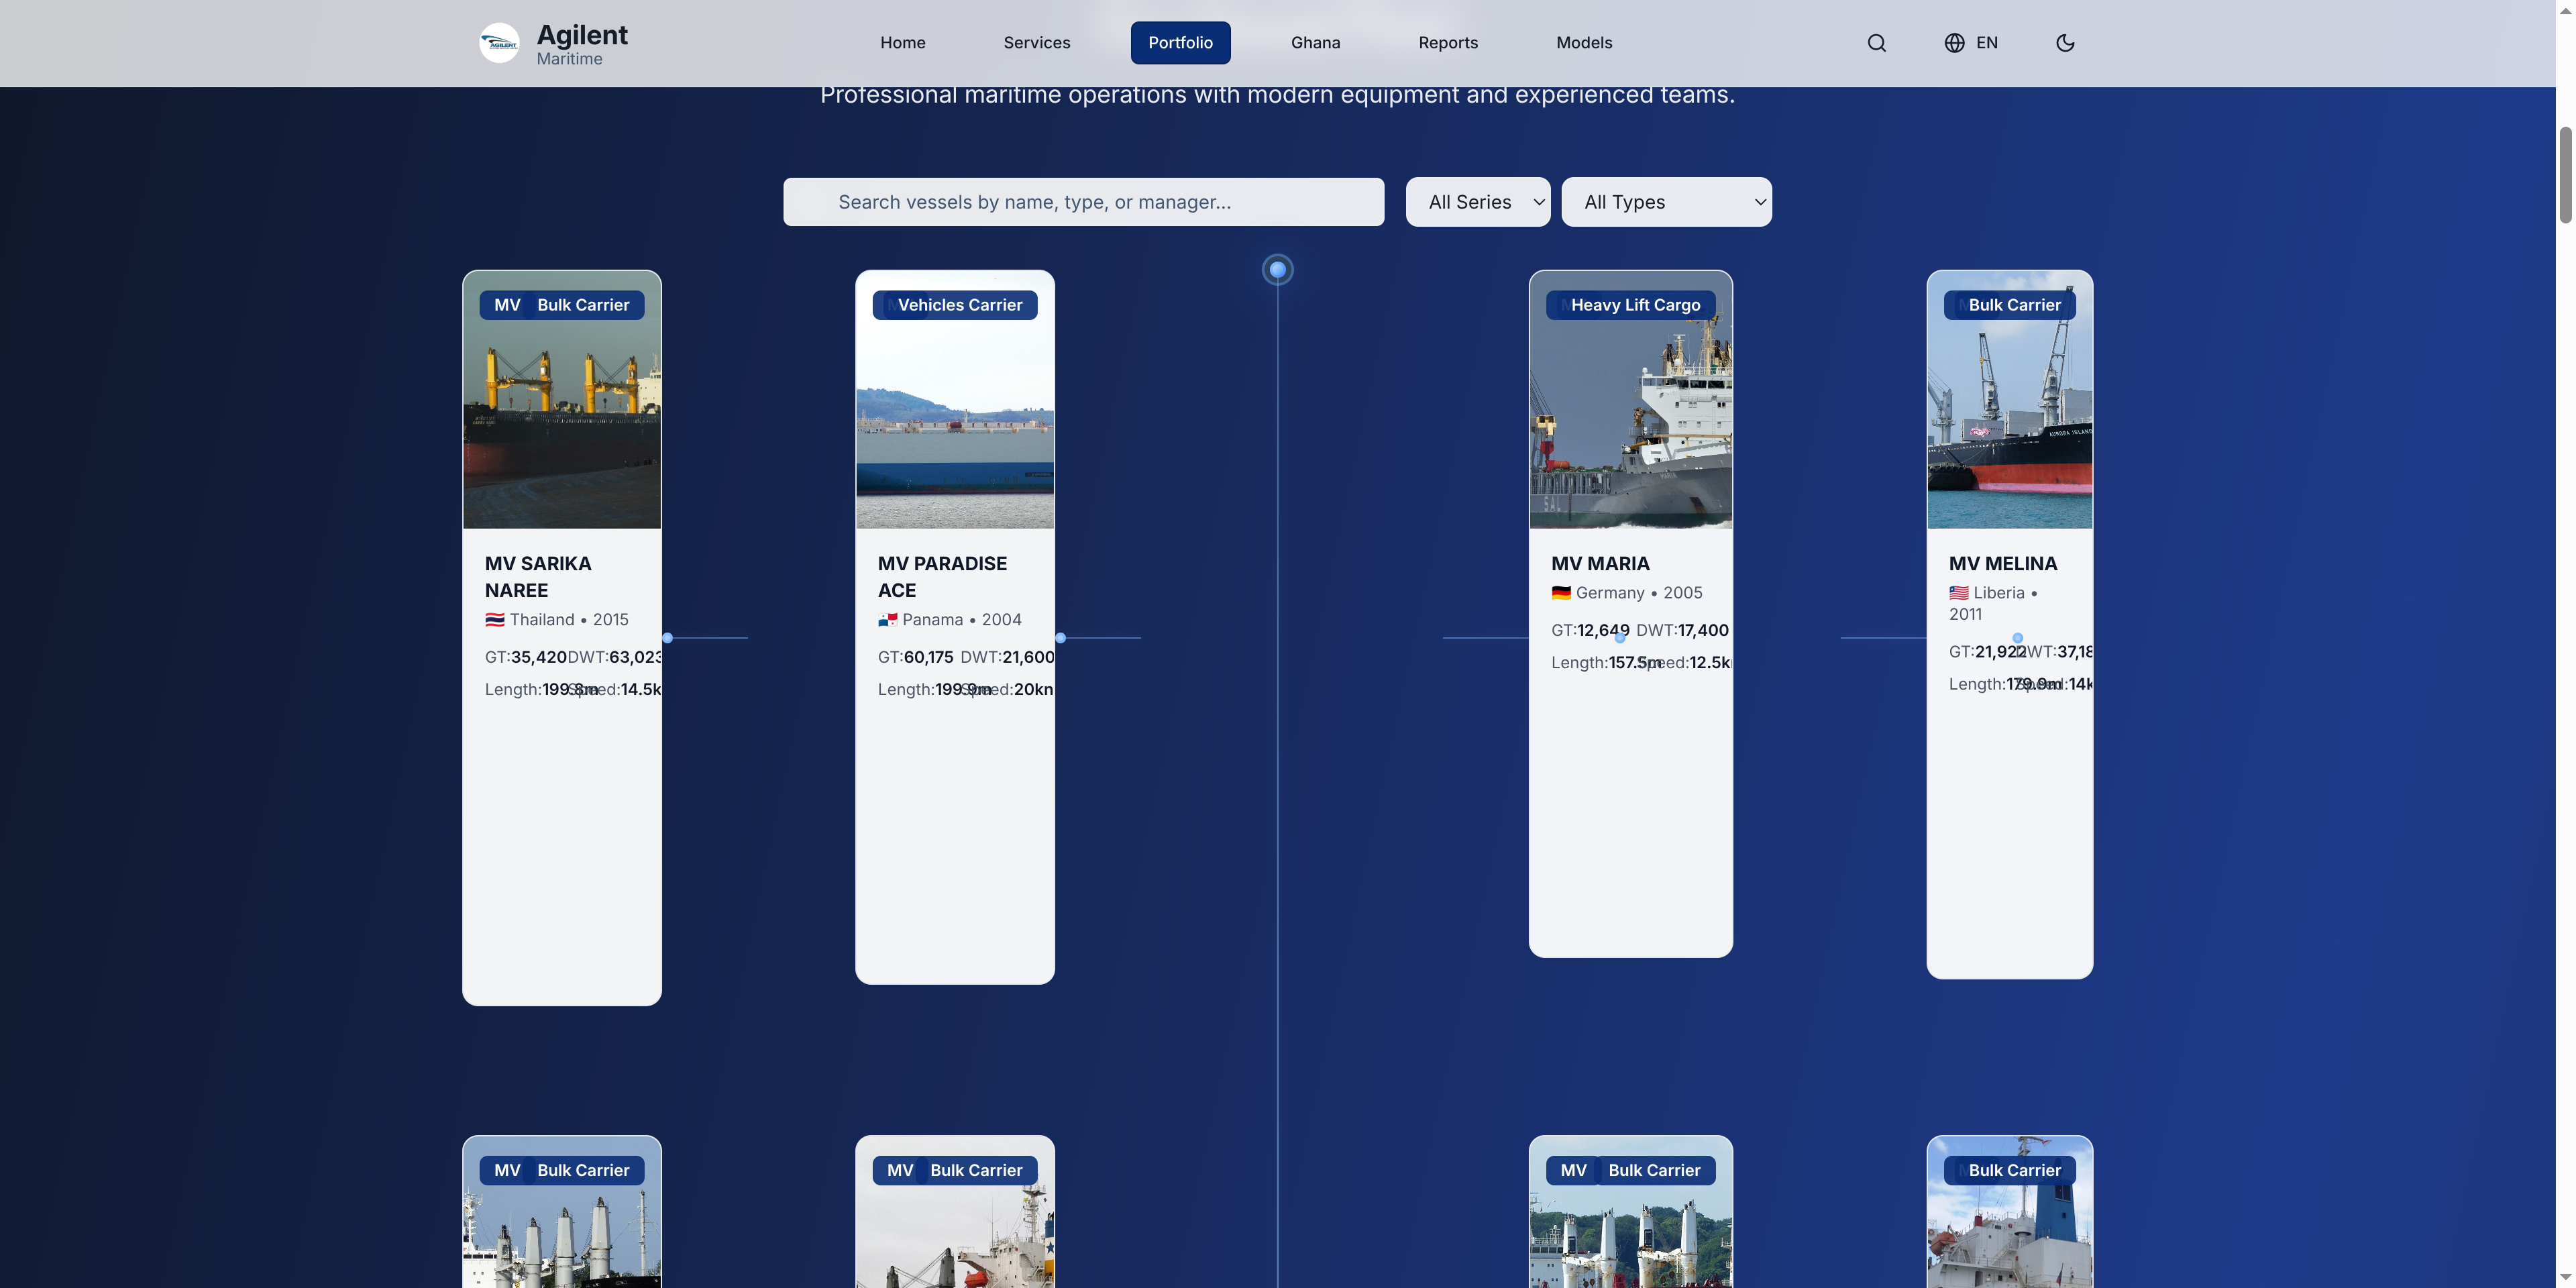 Agilent
Maritime
AGILENT
Home
Services
Portfolio
Ghana
Reports
Models
EN
Professional maritime operations with modern equipment and experienced teams.
Search vessels by name, type, or manager...
All Series
All Types
MV
Bulk Carrier
Vehicles Carrier
Heavy Lift Cargo
Bulk Carrier
AURORA ISLAND
SAL
MV SARIKA
NAREE
🇹🇭 Thailand • 2015
GT:35,420 DWT:63,023
Length:199.8m Speed:14.5k
MV PARADISE
ACE
🇵🇦 Panama • 2004
GT:60,175 DWT:21,600
Length:199.9m Speed:20kn
MV MARIA
🇩🇪 Germany • 2005
GT:12,649 DWT:17,400
Length:157.5m Speed:12.5k
MV MELINA
🇱🇷 Liberia •
2011
GT:21,922 DWT:37,18
Length:179.9m Speed:14k
MV
Bulk Carrier
MV
Bulk Carrier
MV
Bulk Carrier
Bulk Carrier